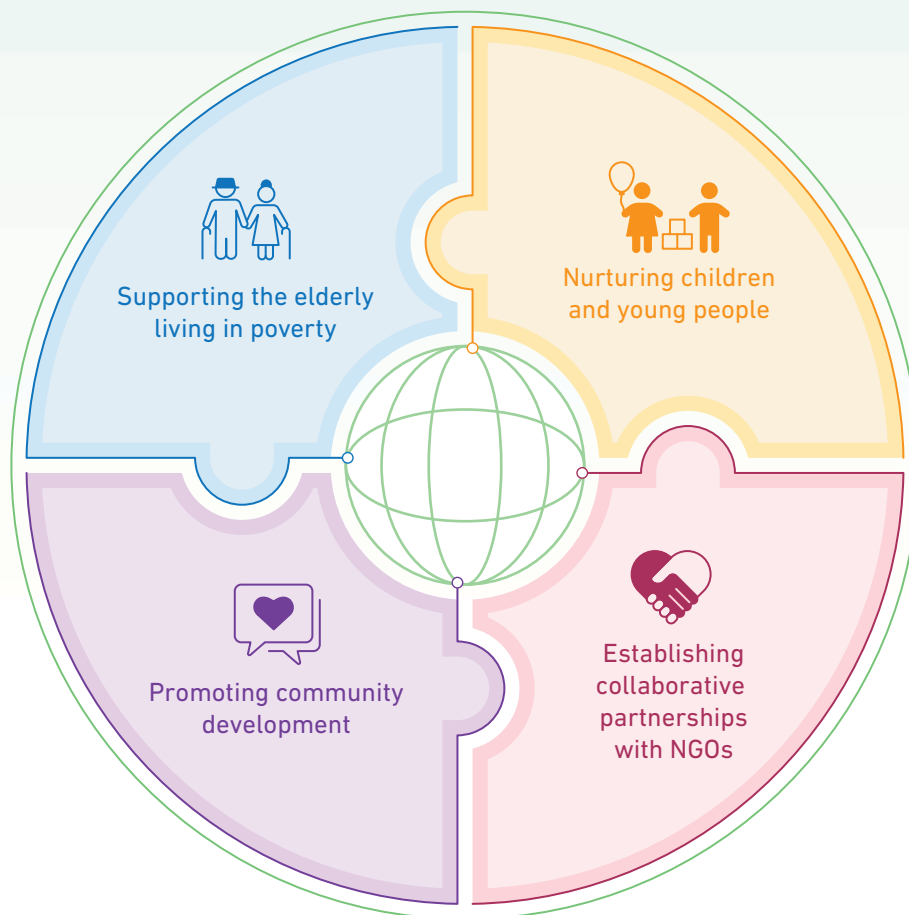 Supporting the elderly
living in poverty
Nurturing children
and young people
Promoting community
development
Establishing
collaborative
partnerships
with NGOs